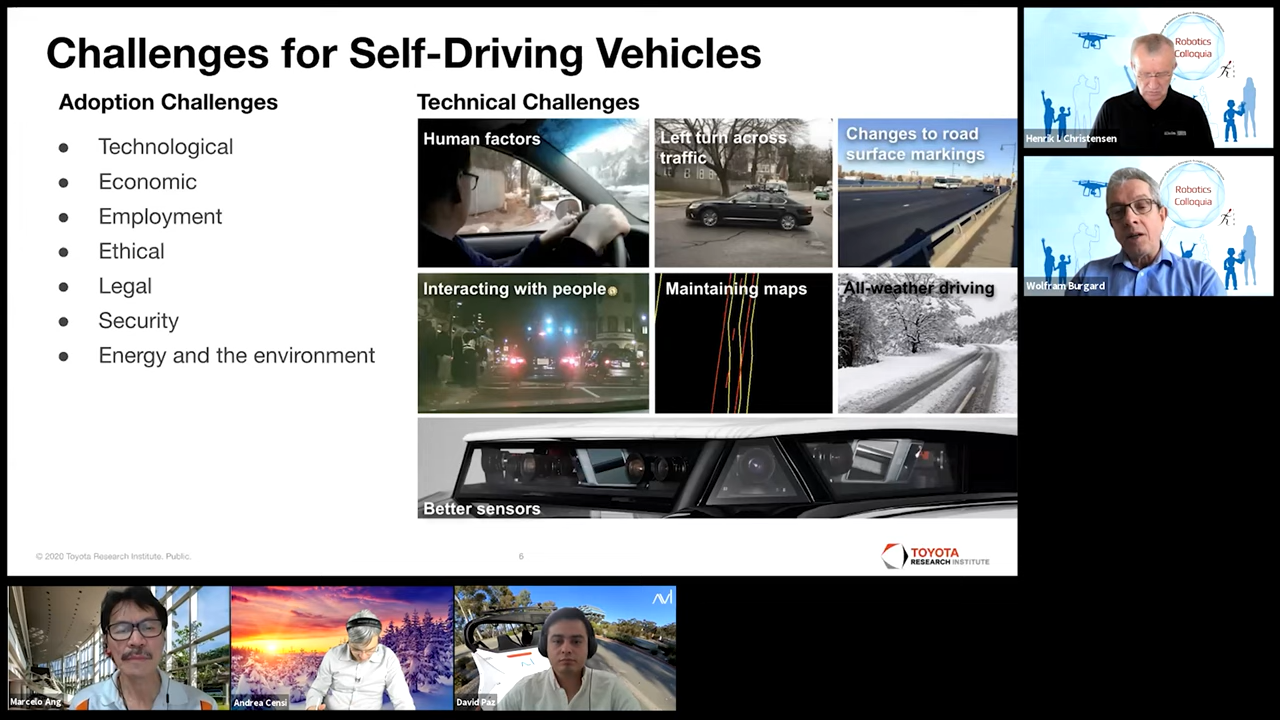 Challenges for Self-Driving Vehicles
Adoption Challenges
Technological
Economic
Employment
Ethical
Legal
Security
Energy and the environment
Technical Challenges
Human factors
Left turn across
traffic
Changes to road
surface markings
Interacting with people
Maintaining maps
All-weather driving
Better sensors
© 2020 Toyota Research Institute. Public.
6
TOYOTA
RESEARCH INSTITUTE
Robotics
Colloquia
Henrik I. Christensen
Robotics
Colloquia
Wolfram Burgard
Marcelo Ang
Andrea Censi
David Paz